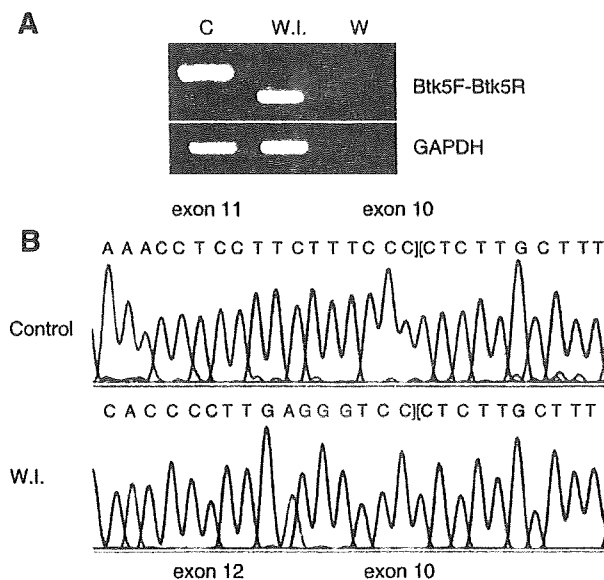 A
C W.I. W
Btk5F-Btk5R
GAPDH
exon 11 exon 10
B
A A A C C T C C T T C T T T C C C][C T C T T G C T T T
Control
C A C C C C T T G A G G G T C C][C T C T T G C T T T
W.I.
exon 12 exon 10